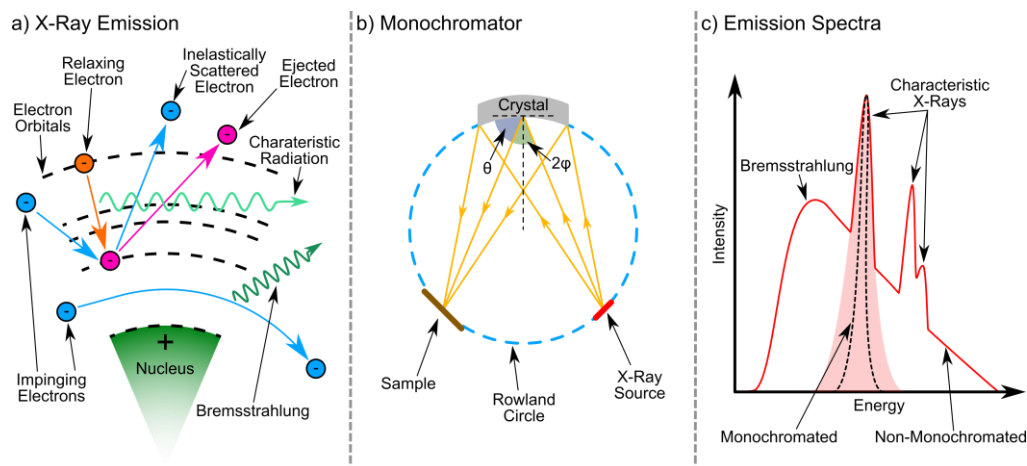 a) X-Ray Emission
Relaxing
Electron
Inelastically
Scattered
Electron
Ejected
Electron
Electron
Orbitals
Charateristic
Radiation
-
-
-
-
-
-
-
+
Nucleus
Impinging
Electrons
Bremsstrahlung
b) Monochromator
Crystal
θ
2φ
Sample
Rowland
Circle
X-Ray
Source
c) Emission Spectra
Characteristic
X-Rays
Bremsstrahlung
Intensity
Energy
Monochromated
Non-Monochromated